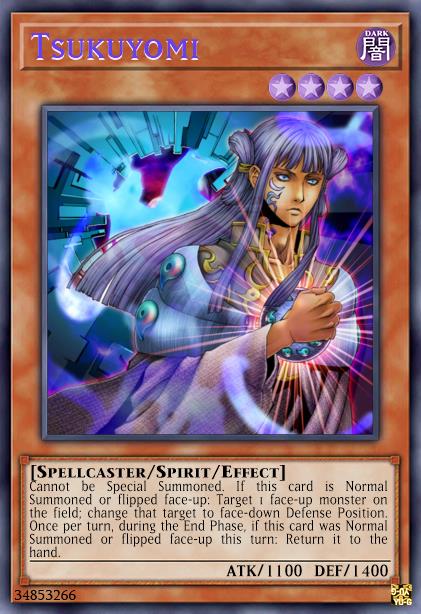 Tsukuyomi
DARK
闇
[Spellcaster/Spirit/Effect]
Cannot be Special Summoned. If this card is Normal
Summoned or flipped face-up: Target 1 face-up monster on
the field; change that target to face-down Defense Position.
Once per turn, during the End Phase, if this card was Normal
Summoned or flipped face-up this turn: Return it to the
hand.
ATK/1100 DEF/1400
34853266